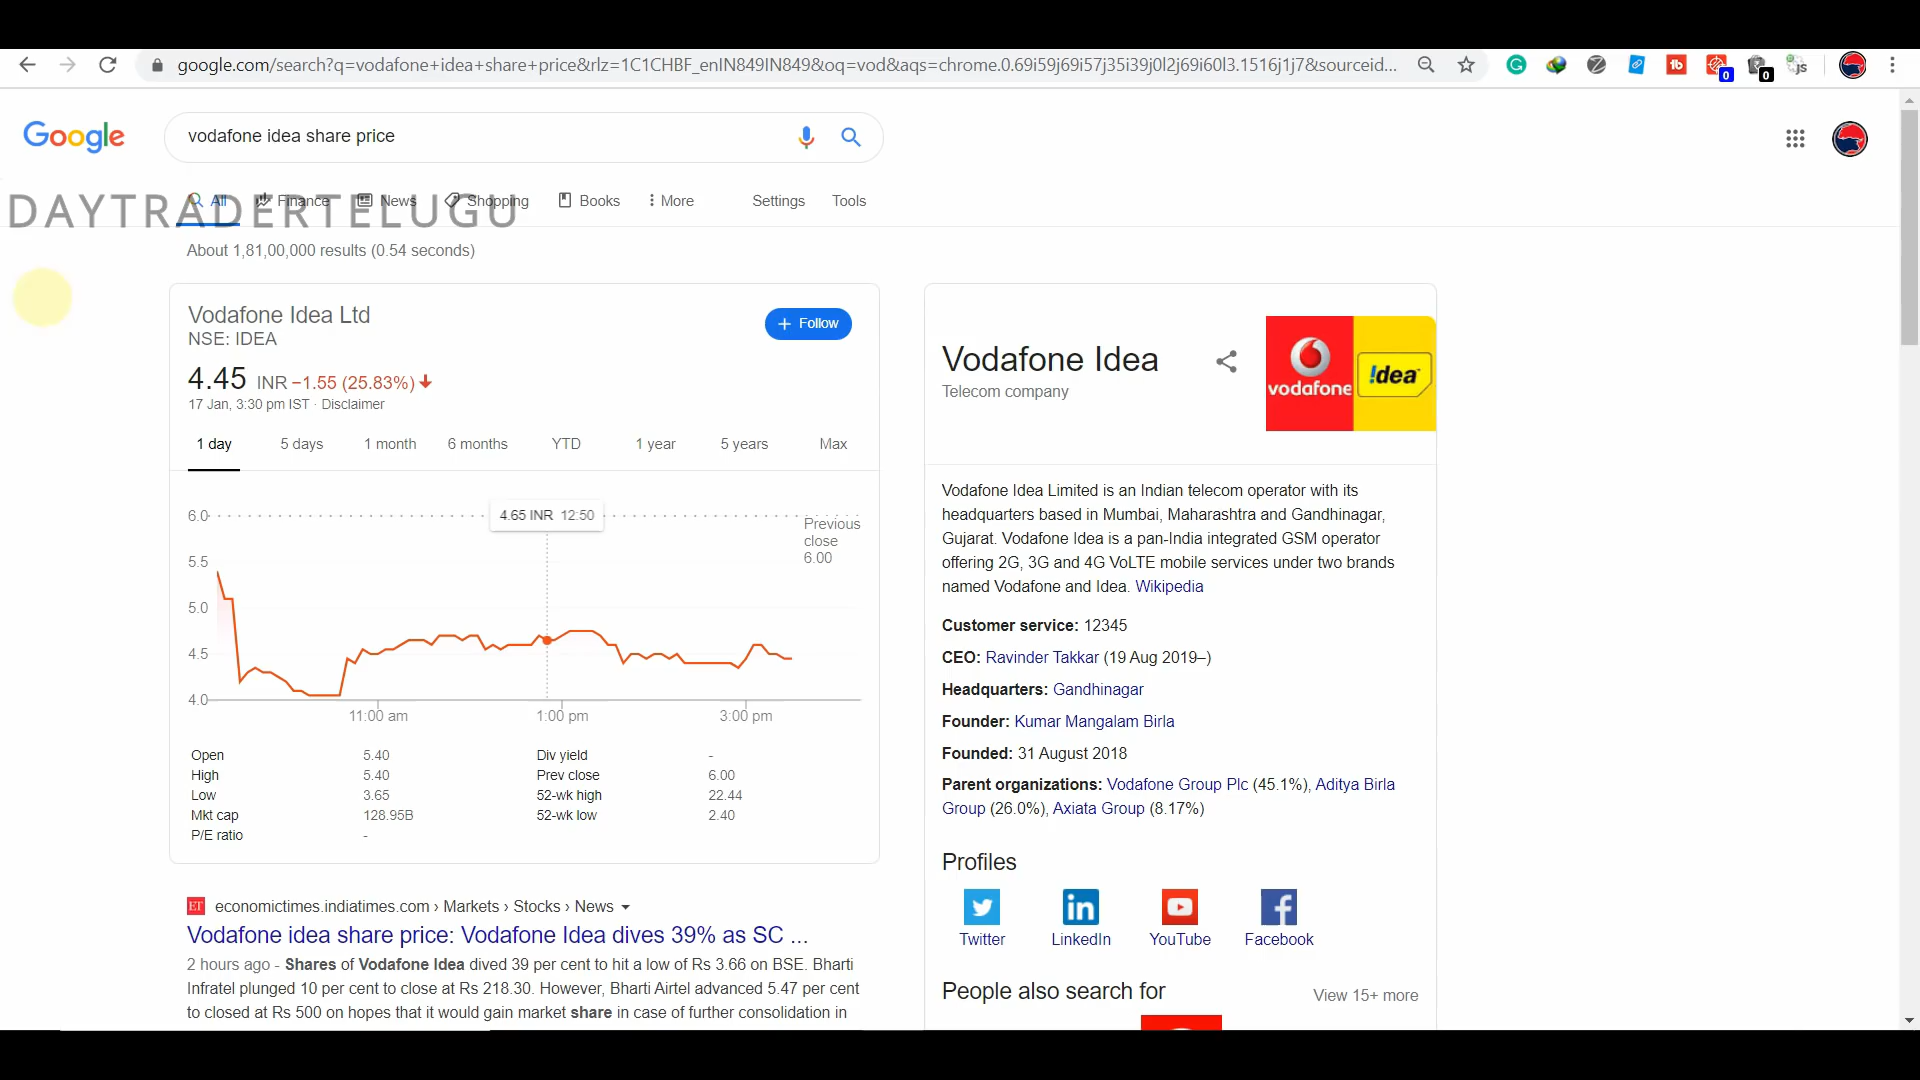 google.com/search?q=vodafone+idea+share+price&rlz=1C1CHBF_enIN849IN849&oq=vod&aqs=chrome.0.69i59j69i57j35i39j0l2j69i60l3.1516j1j7&sourceid...
Google
vodafone idea share price
All Finance News Shopping Books More Settings Tools
DAYTRADERTELUGU
About 1,81,00,000 results (0.54 seconds)
Vodafone Idea Ltd
+ Follow
NSE: IDEA
4.45 INR −1.55 (25.83%)
17 Jan, 3:30 pm IST · Disclaimer
1 day 5 days 1 month 6 months YTD 1 year 5 years Max
4.65 INR 12:50
Previous
close
6.00
6.0
5.5
5.0
4.5
4.0
11:00 am 1:00 pm 3:00 pm
Open 5.40 Div yield -
High 5.40 Prev close 6.00
Low 3.65 52-wk high 22.44
Mkt cap 128.95B 52-wk low 2.40
P/E ratio -
ET economictimes.indiatimes.com › Markets › Stocks › News
Vodafone idea share price: Vodafone Idea dives 39% as SC ...
2 hours ago - Shares of Vodafone Idea dived 39 per cent to hit a low of Rs 3.66 on BSE. Bharti
Infratel plunged 10 per cent to close at Rs 218.30. However, Bharti Airtel advanced 5.47 per cent
to closed at Rs 500 on hopes that it would gain market share in case of further consolidation in
Vodafone Idea
Telecom company
vodafone
!dea
Vodafone Idea Limited is an Indian telecom operator with its
headquarters based in Mumbai, Maharashtra and Gandhinagar,
Gujarat. Vodafone Idea is a pan-India integrated GSM operator
offering 2G, 3G and 4G VoLTE mobile services under two brands
named Vodafone and Idea. Wikipedia
Customer service: 12345
CEO: Ravinder Takkar (19 Aug 2019–)
Headquarters: Gandhinagar
Founder: Kumar Mangalam Birla
Founded: 31 August 2018
Parent organizations: Vodafone Group Plc (45.1%), Aditya Birla
Group (26.0%), Axiata Group (8.17%)
Profiles
Twitter LinkedIn YouTube Facebook
People also search for
View 15+ more